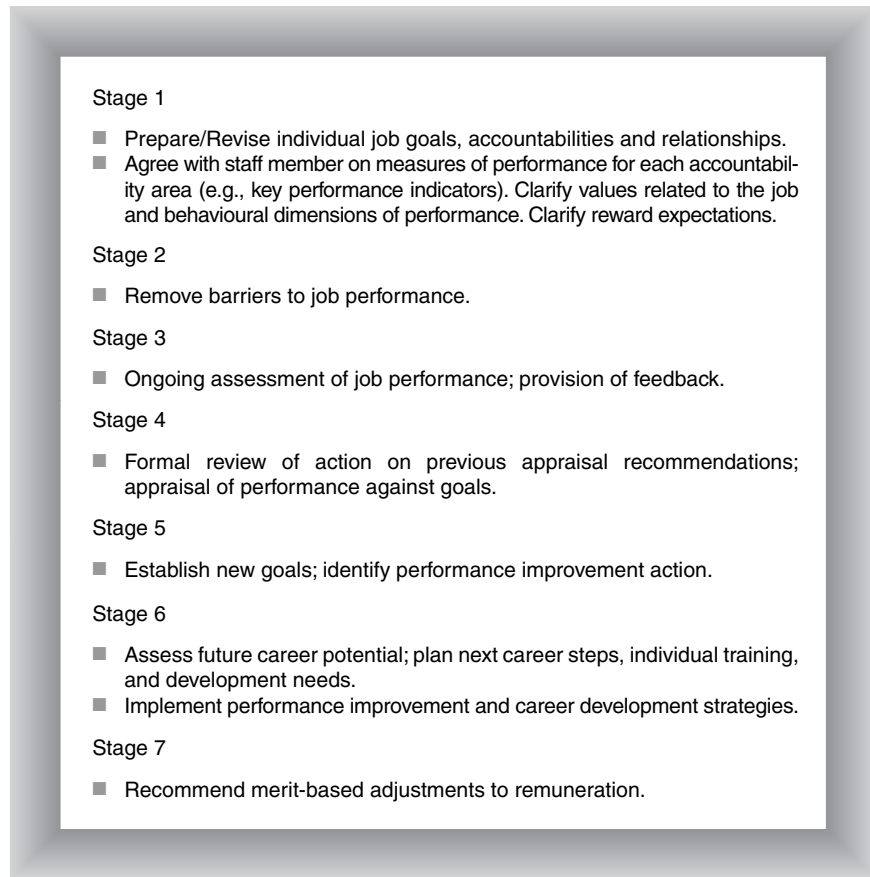 Stage 1
■ Prepare/Revise individual job goals, accountabilities and relationships.
■ Agree with staff member on measures of performance for each accountabil-
ity area (e.g., key performance indicators). Clarify values related to the job
and behavioural dimensions of performance. Clarify reward expectations.
Stage 2
■ Remove barriers to job performance.
Stage 3
■ Ongoing assessment of job performance; provision of feedback.
Stage 4
■ Formal review of action on previous appraisal recommendations;
appraisal of performance against goals.
Stage 5
■ Establish new goals; identify performance improvement action.
Stage 6
■ Assess future career potential; plan next career steps, individual training,
and development needs.
■ Implement performance improvement and career development strategies.
Stage 7
■ Recommend merit-based adjustments to remuneration.